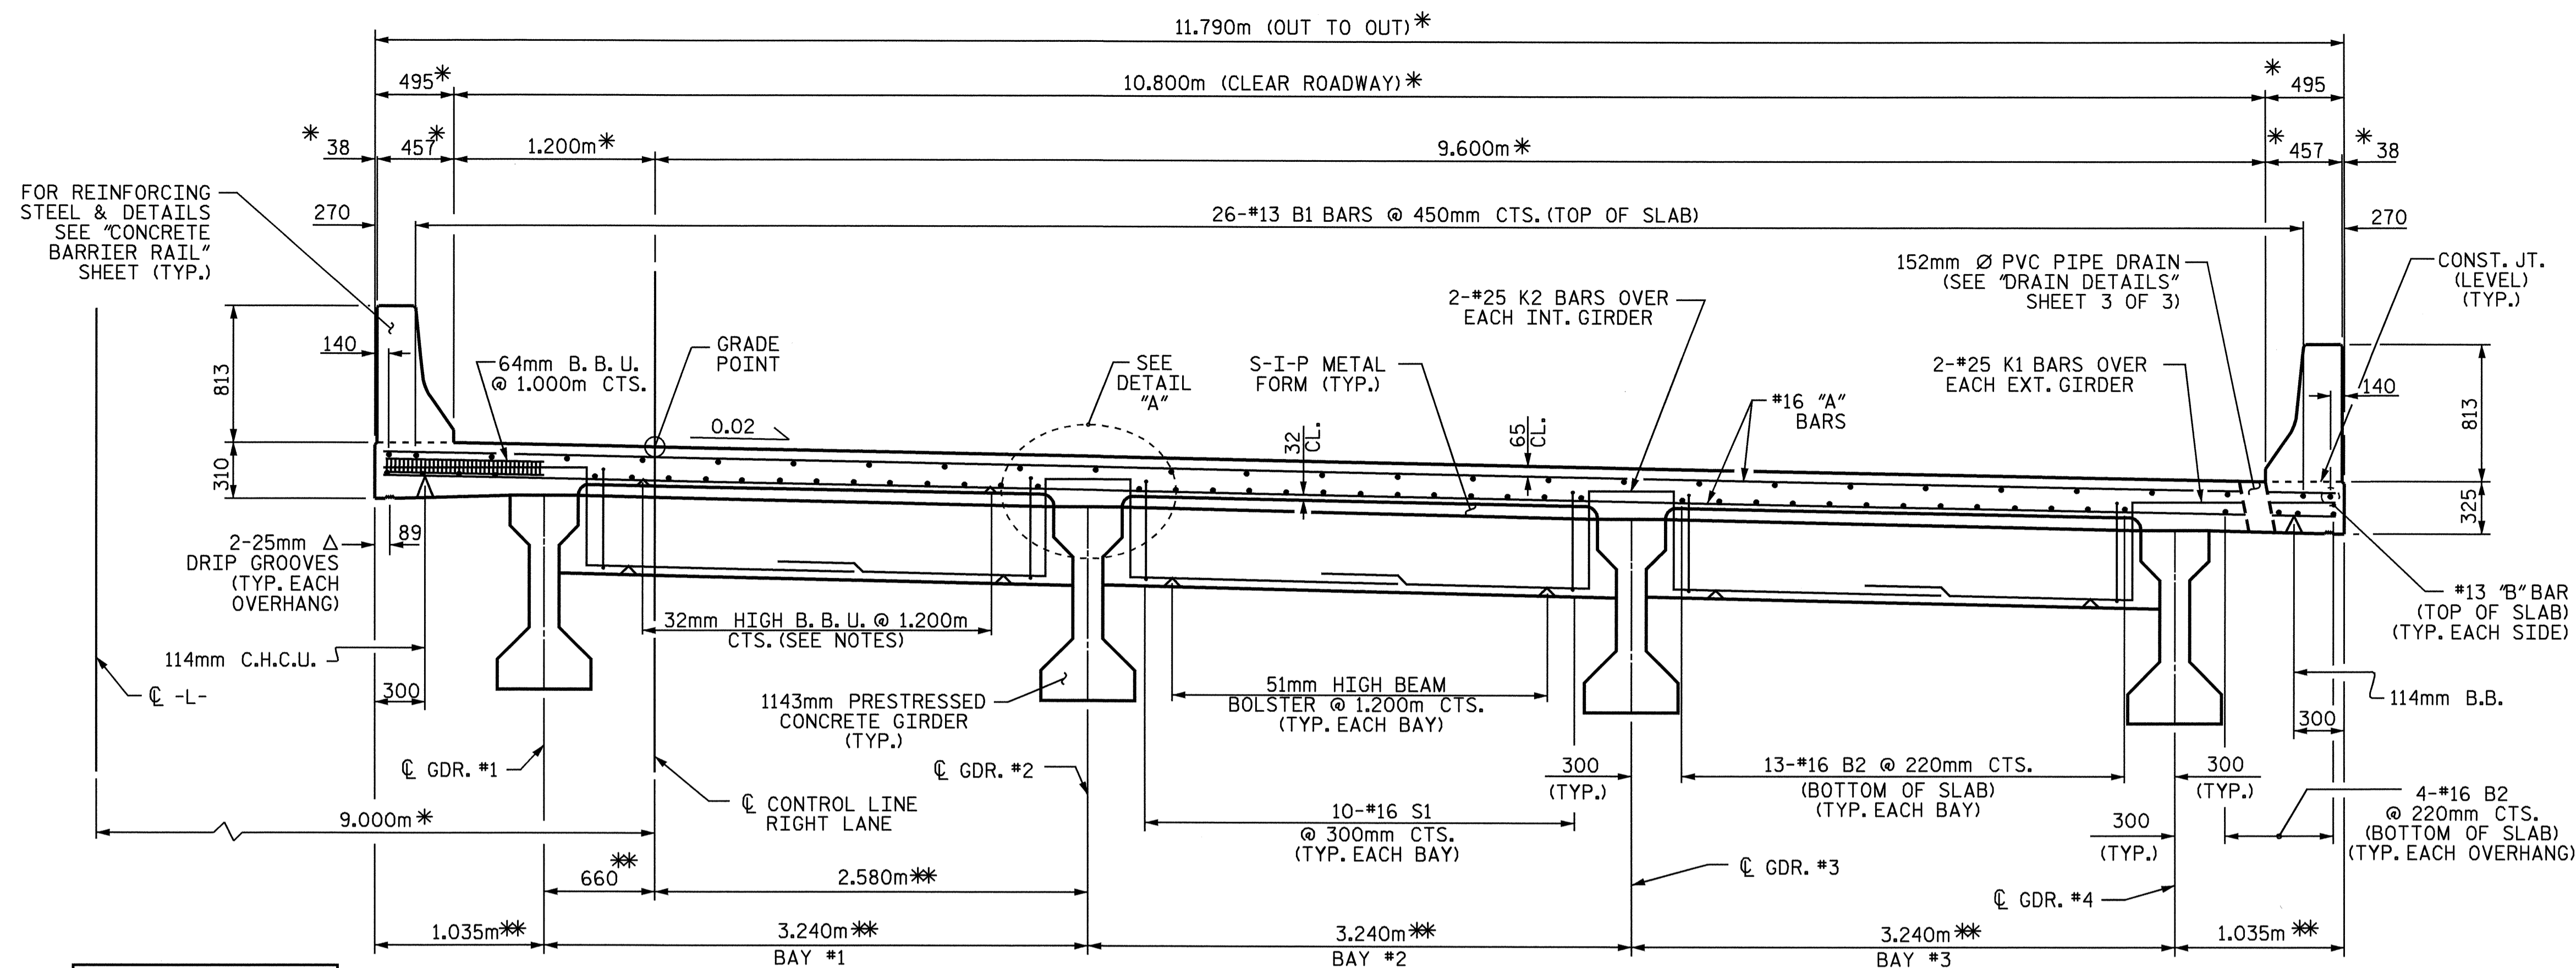 11.790m (OUT TO OUT)*
495*
10.800m (CLEAR ROADWAY)*
*
495
*
38
457*
1.200m*
9.600m*
*
457
*
38
FOR REINFORCING
STEEL & DETAILS
SEE "CONCRETE
BARRIER RAIL"
SHEET (TYP.)
270
26-#13 B1 BARS @ 450mm CTS. (TOP OF SLAB)
270
152mm Ø PVC PIPE DRAIN
(SEE "DRAIN DETAILS"
SHEET 3 OF 3)
CONST. JT.
(LEVEL)
(TYP.)
2-#25 K2 BARS OVER
EACH INT. GIRDER
140
813
64mm B.B.U.
@ 1.000m CTS.
GRADE
POINT
SEE
DETAIL
"A"
S-I-P METAL
FORM (TYP.)
2-#25 K1 BARS OVER
EACH EXT. GIRDER
140
813
#16 "A"
BARS
0.02
32
CL.
65
CL.
310
325
89
2-25mm △
DRIP GROOVES
(TYP. EACH
OVERHANG)
#13 "B" BAR
(TOP OF SLAB)
(TYP. EACH SIDE)
32mm HIGH B.B.U. @ 1.200m
CTS. (SEE NOTES)
114mm C.H.C.U.
℄ -L-
300
1143mm PRESTRESSED
CONCRETE GIRDER
(TYP.)
51mm HIGH BEAM
BOLSTER @ 1.200m CTS.
(TYP. EACH BAY)
114mm B.B.
300
℄ GDR. #1
℄ GDR. #2
300
(TYP.)
13-#16 B2 @ 220mm CTS.
(BOTTOM OF SLAB)
(TYP. EACH BAY)
300
(TYP.)
℄ CONTROL LINE
RIGHT LANE
9.000m*
10-#16 S1
@ 300mm CTS.
(TYP. EACH BAY)
300
(TYP.)
4-#16 B2
@ 220mm CTS.
(BOTTOM OF SLAB)
(TYP. EACH OVERHANG)
660**
2.580m**
℄ GDR. #3
℄ GDR. #4
1.035m**
3.240m**
BAY #1
3.240m**
BAY #2
3.240m**
BAY #3
1.035m**